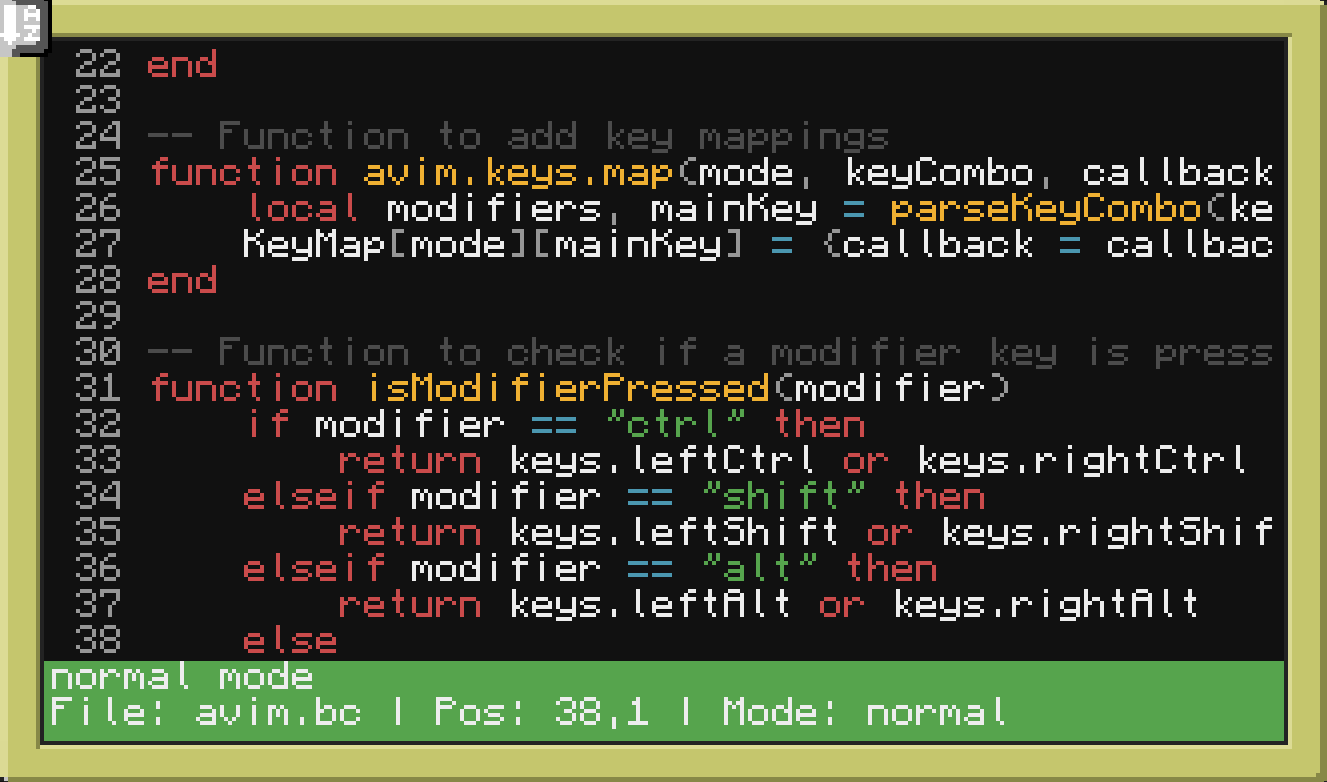 22 end
23
24 -- Function to add key mappings
25 function avim.keys.map(mode, keyCombo, callback
26     local modifiers, mainKey = parseKeyCombo(ke
27     KeyMap[mode][mainKey] = {callback = callbac
28 end
29
30 -- Function to check if a modifier key is press
31 function isModifierPressed(modifier)
32     if modifier == "ctrl" then
33         return keys.leftCtrl or keys.rightCtrl
34     elseif modifier == "shift" then
35         return keys.leftShift or keys.rightShif
36     elseif modifier == "alt" then
37         return keys.leftAlt or keys.rightAlt
38     else
normal mode
File: avim.bc | Pos: 38,1 | Mode: normal